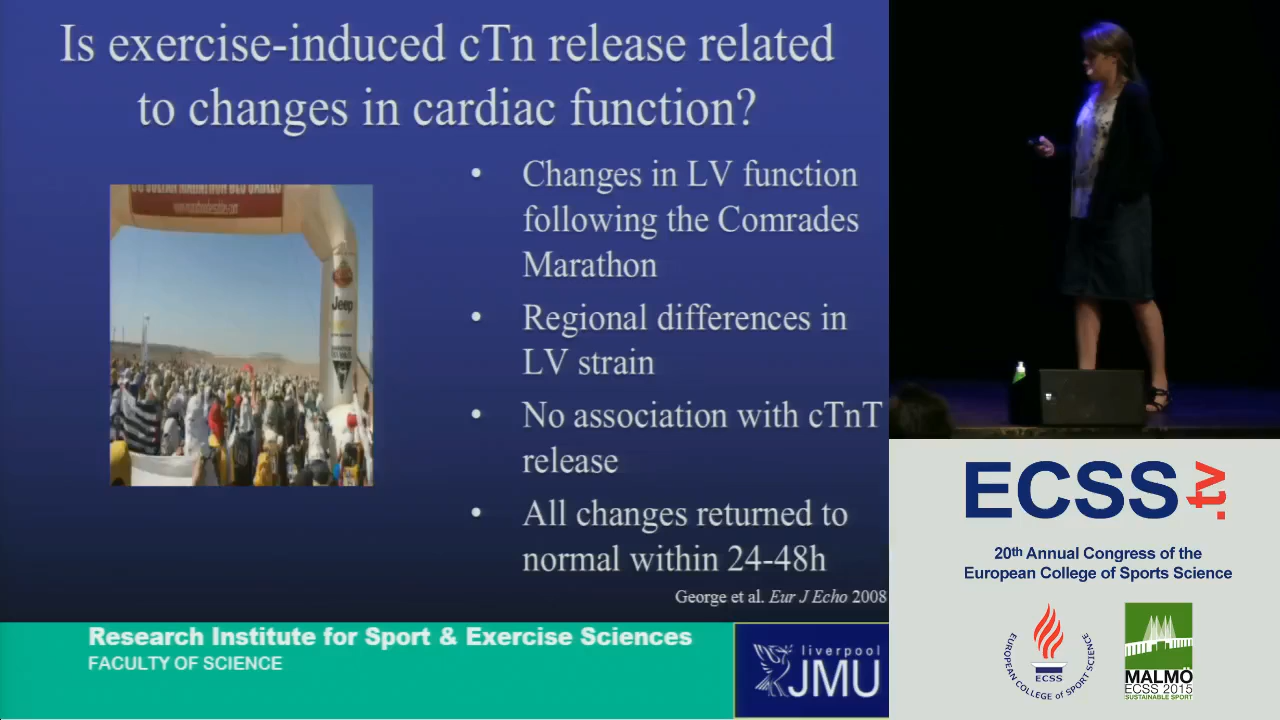 Is exercise-induced cTn release related
to changes in cardiac function?
• Changes in LV function
following the Comrades
Marathon
• Regional differences in
LV strain
• No association with cTnT
release
• All changes returned to
normal within 24-48h
George et al. Eur J Echo 2008
Jeep
Research Institute for Sport & Exercise Sciences
FACULTY OF SCIENCE
liverpool
JMU
ECSS.tv
20th Annual Congress of the
European College of Sports Science
EUROPEAN COLLEGE OF SPORT SCIENCE
ECSS
MALMÖ
ECSS 2015
SUSTAINABLE SPORT